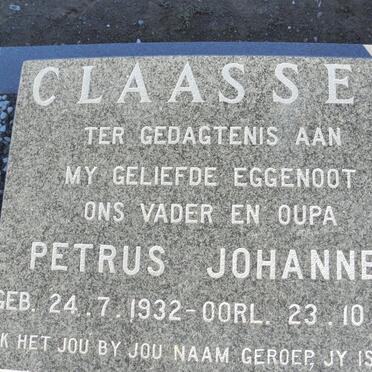 CLAASSE
TER GEDAGTENIS AAN
MY GELIEFDE EGGENOOT
ONS VADER EN OUPA
PETRUS JOHANNE
GEB. 24.7.1932 - OORL. 23.10
K HET JOU BY JOU NAAM GEROEP, JY IS